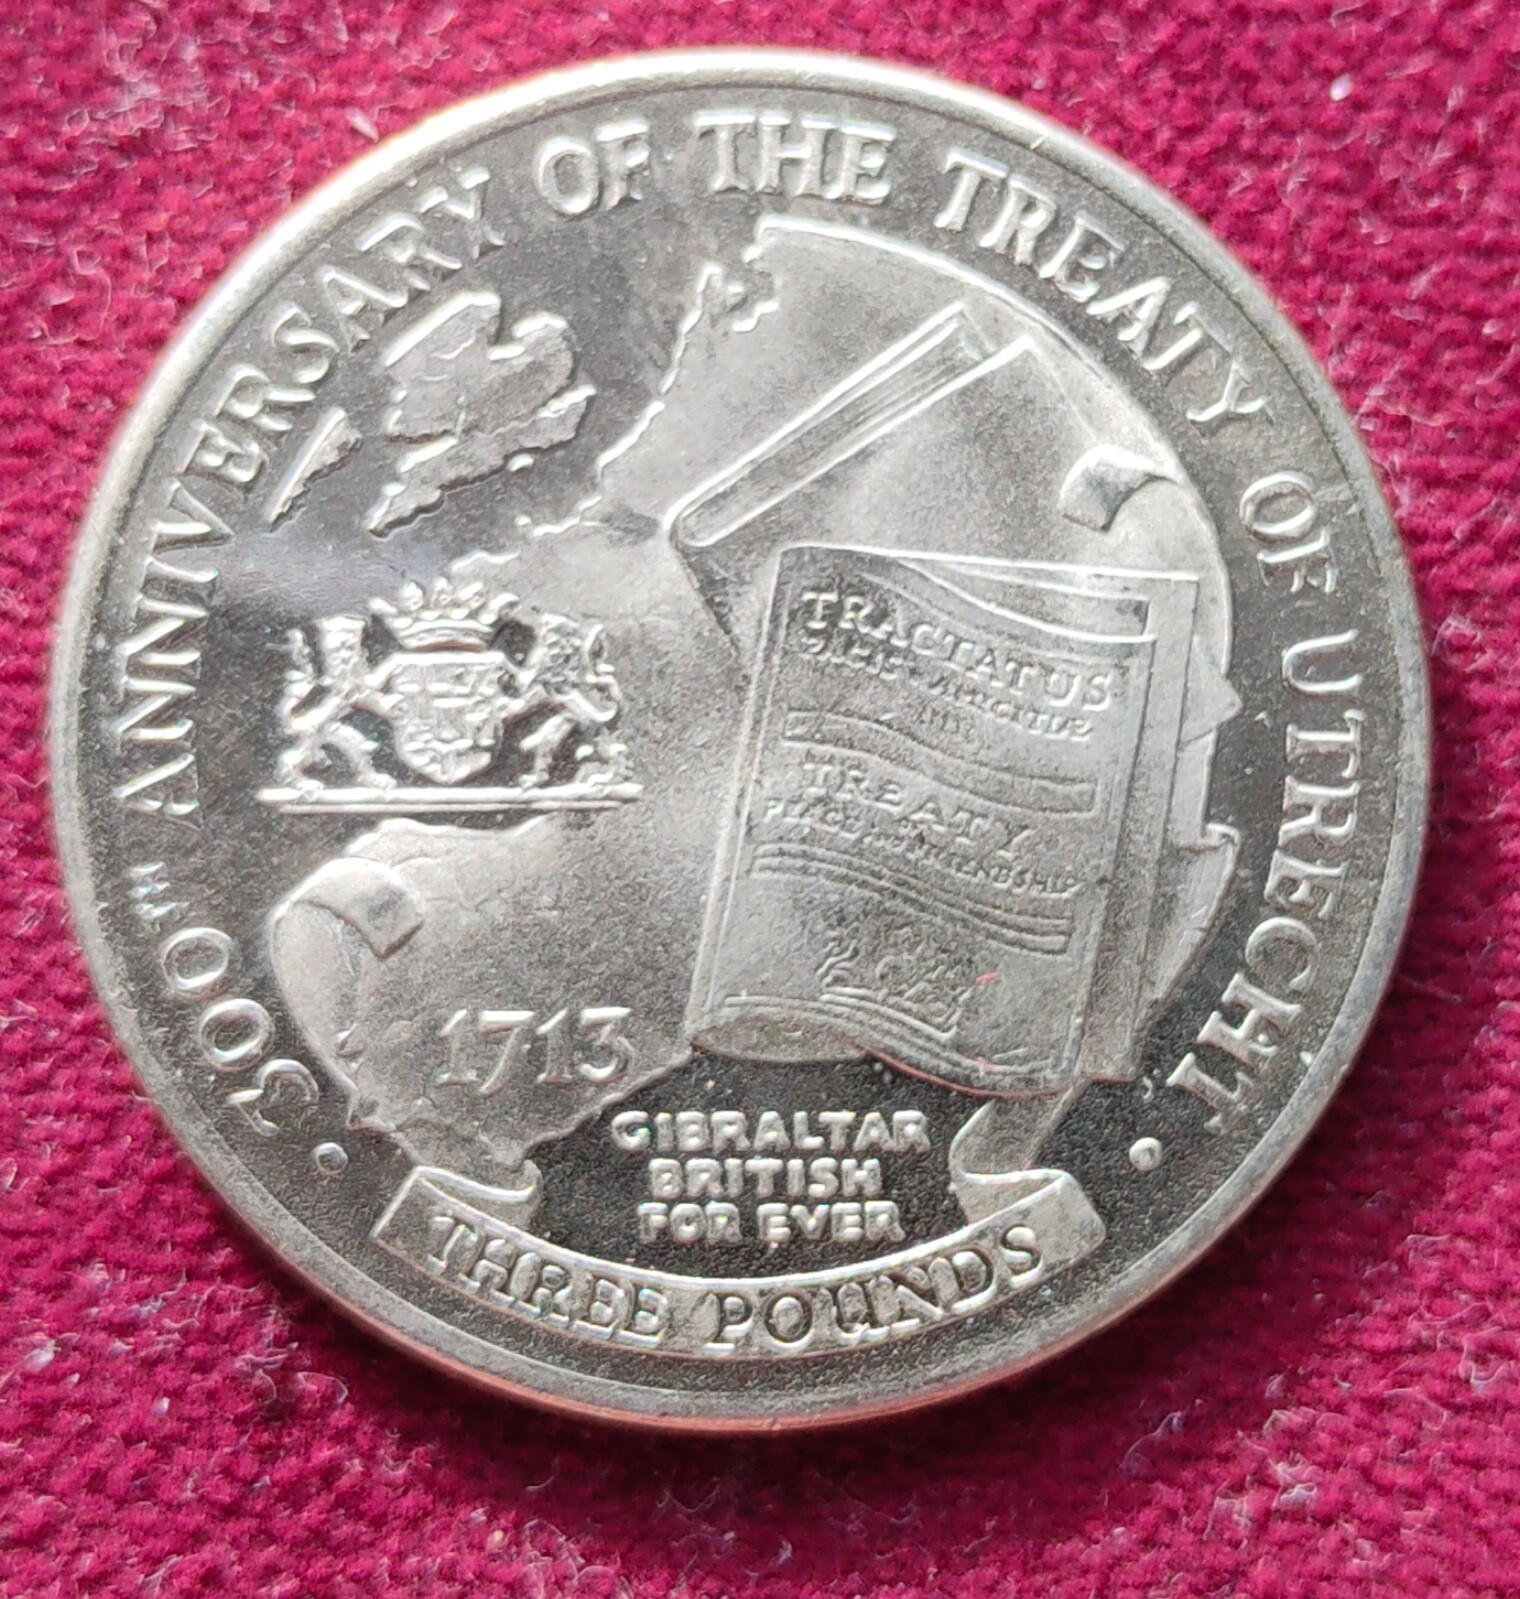 300TH ANNIVERSARY OF THE TREATY OF UTRECHT
TRACTATUS
TREATY
1713
GIBRALTAR
BRITISH
FOR EVER
THREE POUNDS